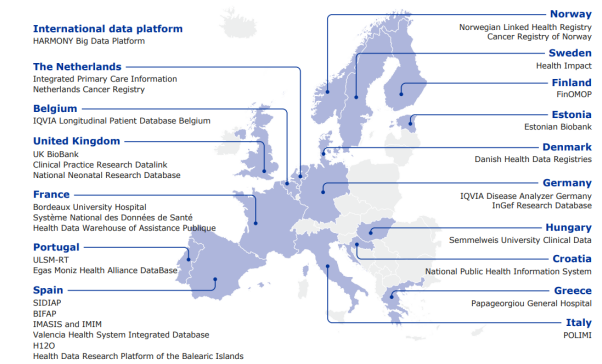 International data platform
HARMONY Big Data Platform
The Netherlands
Integrated Primary Care Information
Netherlands Cancer Registry
Belgium
IQVIA Longitudinal Patient Database Belgium
United Kingdom
UK BioBank
Clinical Practice Research Datalink
National Neonatal Research Database
France
Bordeaux University Hospital
Système National des Données de Santé
Health Data Warehouse of Assistance Publique
Portugal
ULSM-RT
Egas Moniz Health Alliance DataBase
Spain
SIDIAP
BIFAP
IMASIS and IMIM
Valencia Health System Integrated Database
H12O
Health Data Research Platform of the Balearic Islands
Norway
Norwegian Linked Health Registry
Cancer Registry of Norway
Sweden
Health Impact
Finland
FinOMOP
Estonia
Estonian Biobank
Denmark
Danish Health Data Registries
Germany
IQVIA Disease Analyzer Germany
InGef Research Database
Hungary
Semmelweis University Clinical Data
Croatia
National Public Health Information System
Greece
Papageorgiou General Hospital
Italy
POLIMI